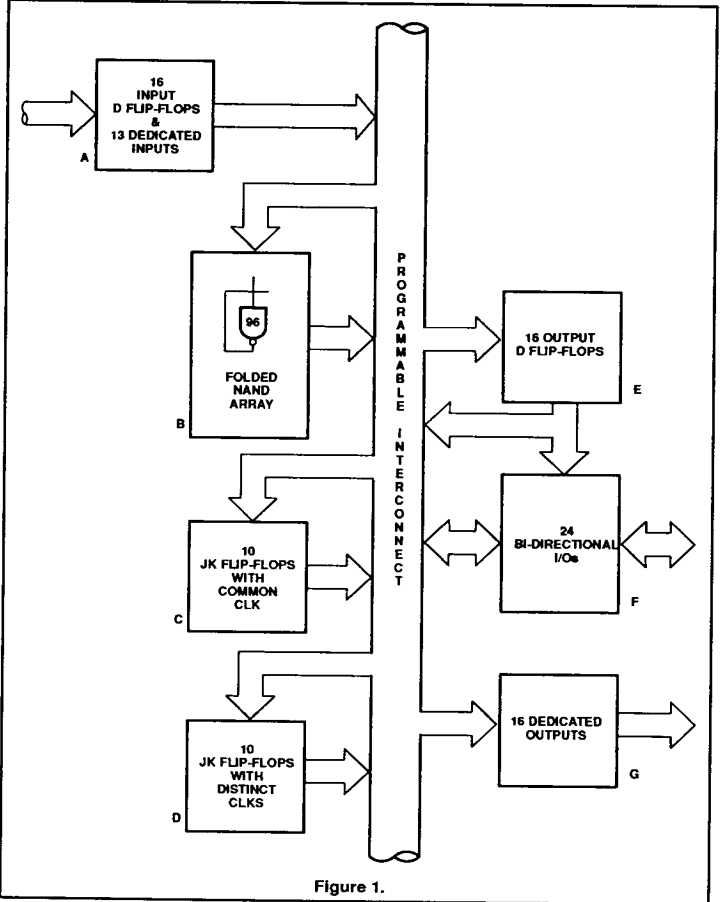 16
INPUT
D FLIP-FLOPS
&
13 DEDICATED
INPUTS
A
96
FOLDED
NAND
ARRAY
B
10
JK FLIP-FLOPS
WITH
COMMON
CLK
C
10
JK FLIP-FLOPS
WITH
DISTINCT
CLKS
D
PROGRAMMABLE INTERCONNECT
16 OUTPUT
D FLIP-FLOPS
E
24
BI-DIRECTIONAL
I/Os
F
16 DEDICATED
OUTPUTS
G
Figure 1.